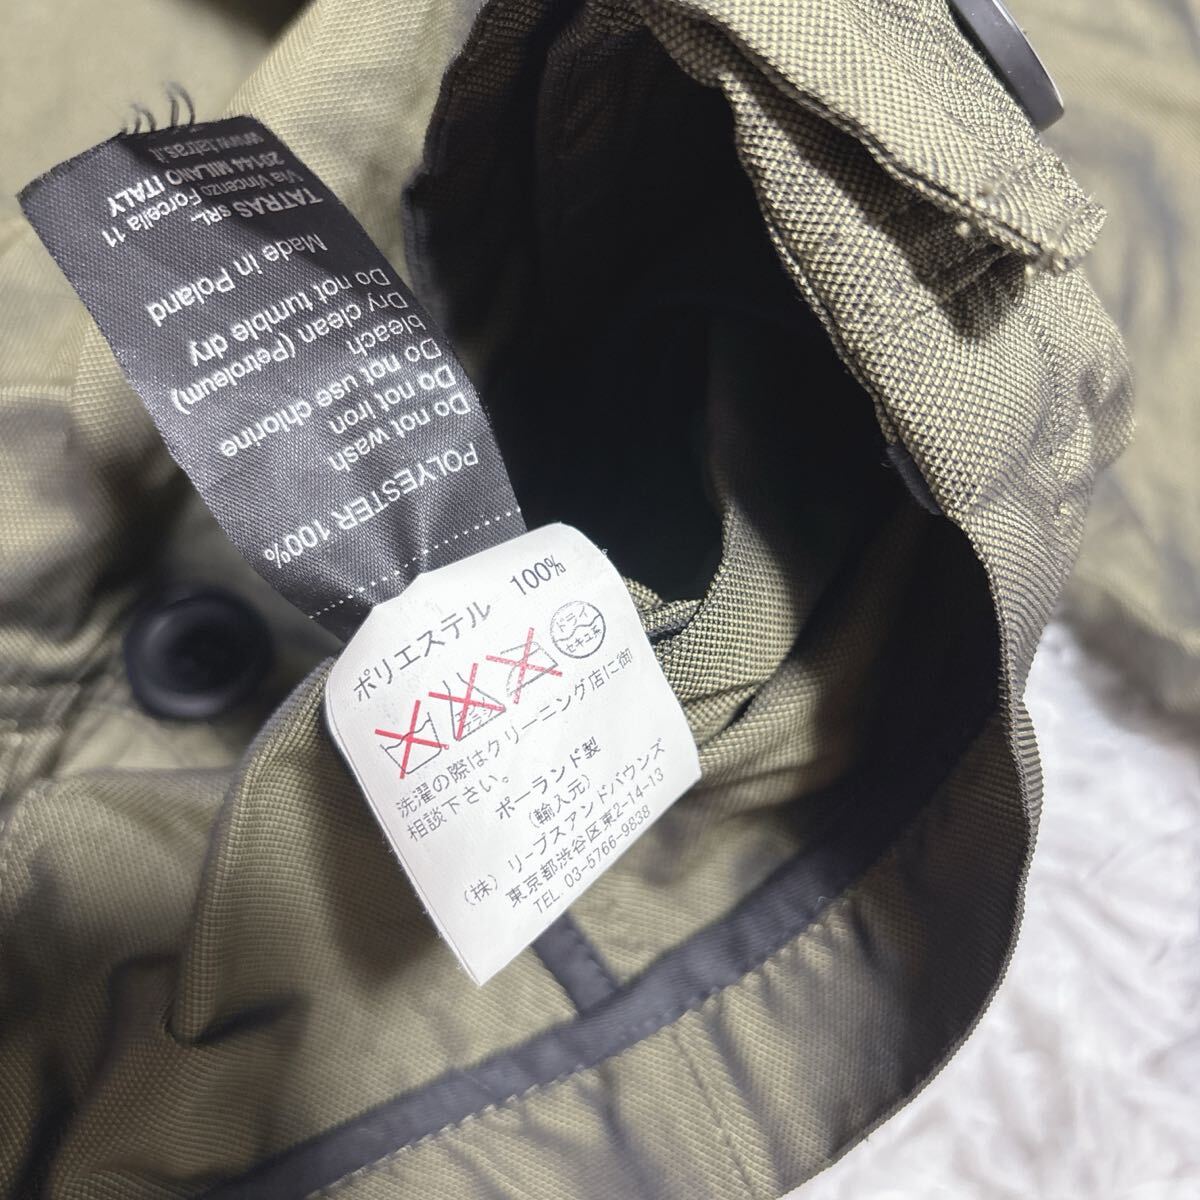 POLYESTER 100%
Do not wash
Do not iron
Do not use chlorine
bleach
Dry clean (Petroleum)
Do not tumble dry
Made in Poland
TATRAS SRL
Via Vincenzo Forcella 11
20144 MILANO ITALY
www.tatras.it
ポリエステル 100%
ドライ
セキユ系
洗濯の際はクリーニング店に御
相談下さい。
ポーランド製
(輸入元)
(株) リープスアンドバウンズ
東京都渋谷区東2-14-13
TEL. 03-5766-9838